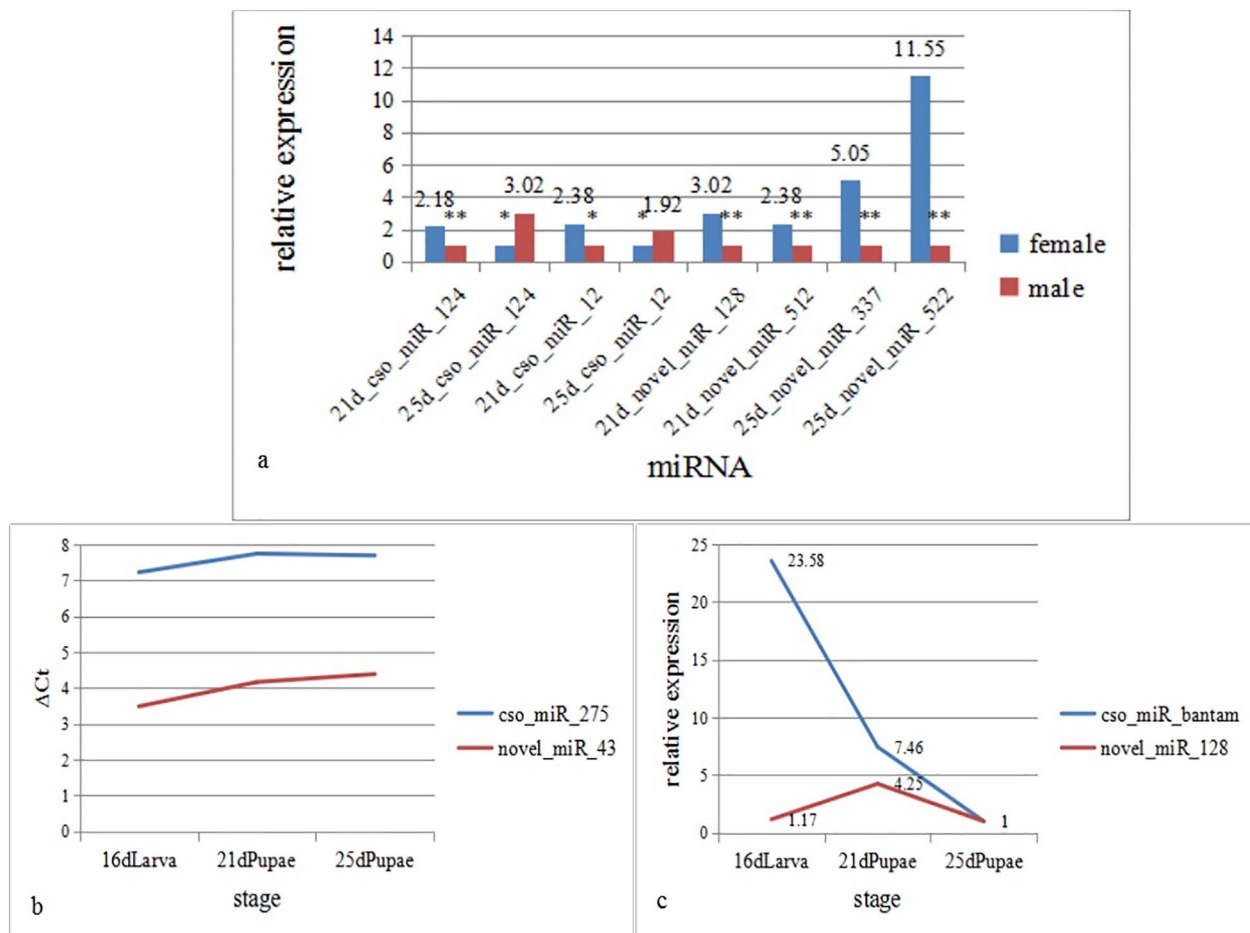 relative expression
14
12
10
8
6
4
2
0
2.18
3.02
2.38
1.92
3.02
2.38
5.05
11.55
** * * * ** ** ** **
female
male
21d_cso_miR_124
25d_cso_miR_124
21d_cso_miR_12
25d_cso_miR_12
21d_novel_miR_128
21d_novel_miR_512
25d_novel_miR_337
25d_novel_miR_522
miRNA
a
ΔCt
8
7
6
5
4
3
2
1
0
cso_miR_275
novel_miR_43
16dLarva 21dPupae 25dPupae
stage
b
relative expression
25
20
15
10
5
0
23.58
7.46
4.25
1.17
1
cso_miR_bantam
novel_miR_128
16dLarva 21dPupae 25dPupae
stage
c